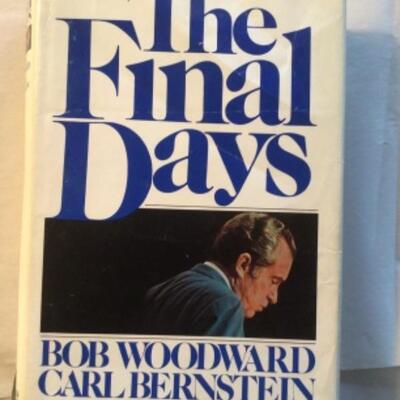 The
Final
Days
BOB WOODWARD
CARL BERNSTEIN